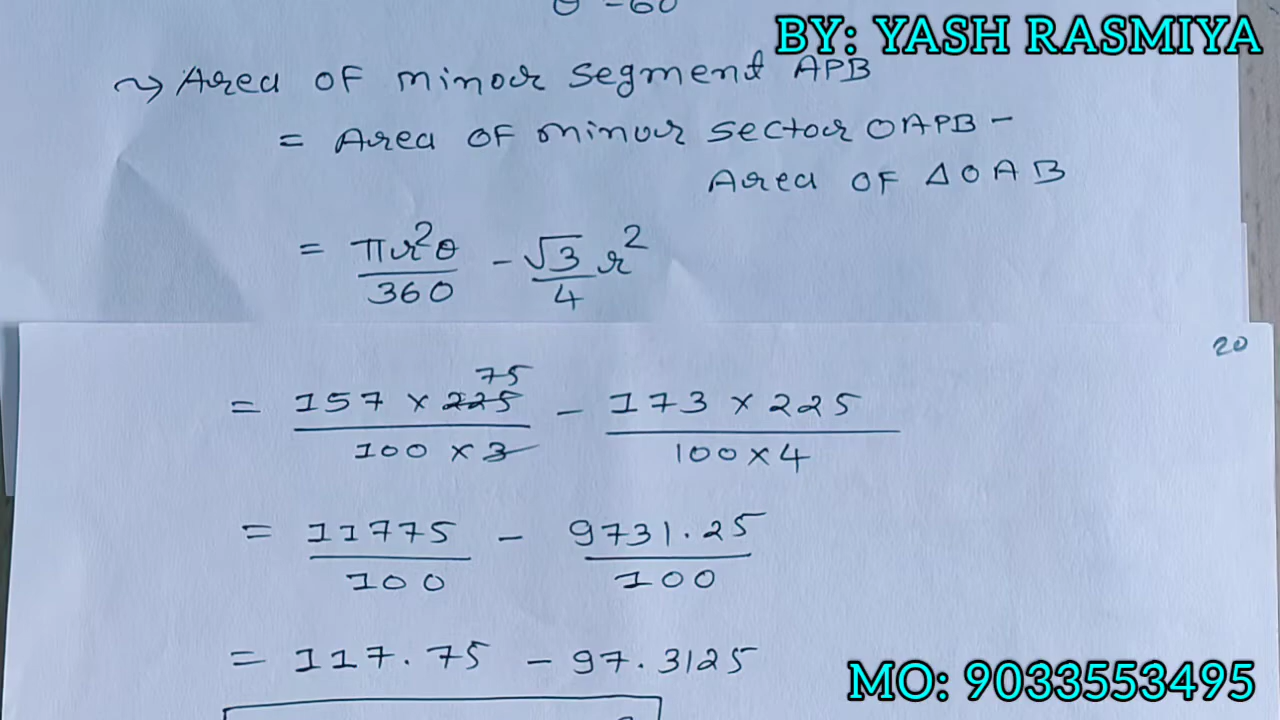 θ = 60
BY: YASH RASMIYA
~> Area OF minor segment APB
= Area OF minor sector OAPB -
Area OF ΔOAB
= πr²θ/360 - √3/4 r²
20
75
= 157 × 225/100 × 3 - 173 × 225/100 × 4
= 11775/100 - 9731.25/100
= 117.75 - 97.3125
MO: 9033553495